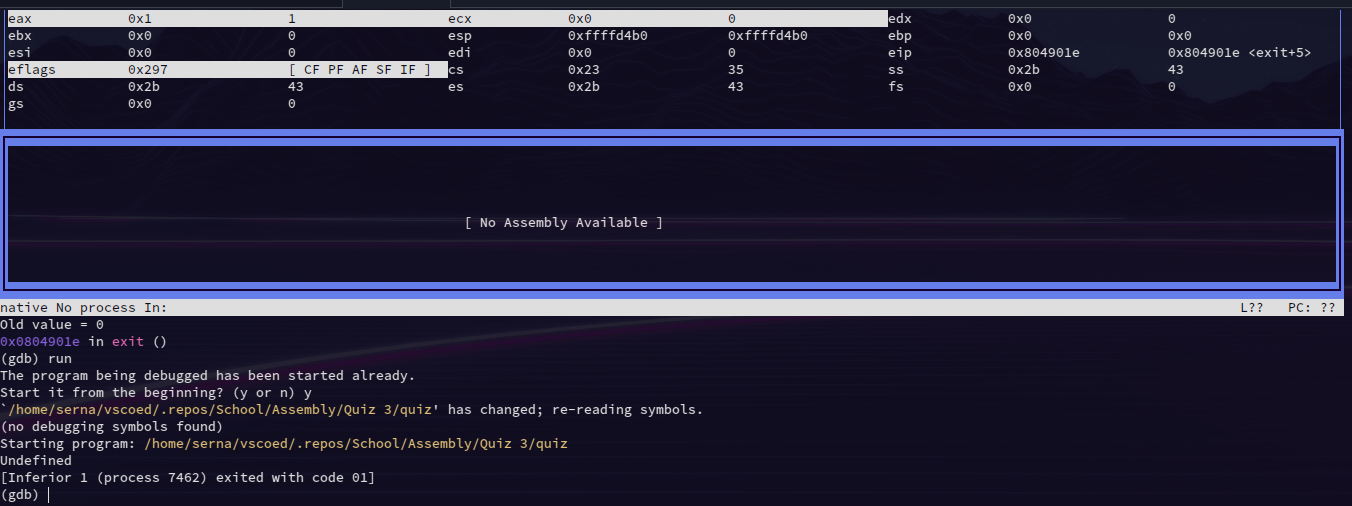 eax 0x1 1 ecx 0x0 0 edx 0x0 0
ebx 0x0 0 esp 0xffffd4b0 0xffffd4b0 ebp 0x0 0x0
esi 0x0 0 edi 0x0 0 eip 0x804901e 0x804901e <exit+5>
eflags 0x297 [ CF PF AF SF IF ] cs 0x23 35 ss 0x2b 43
ds 0x2b 43 es 0x2b 43 fs 0x0 0
gs 0x0 0
[ No Assembly Available ]
native No process In: L?? PC: ??
Old value = 0
0x0804901e in exit ()
(gdb) run
The program being debugged has been started already.
Start it from the beginning? (y or n) y
`/home/serna/vscoed/.repos/School/Assembly/Quiz 3/quiz' has changed; re-reading symbols.
(no debugging symbols found)
Starting program: /home/serna/vscoed/.repos/School/Assembly/Quiz 3/quiz
Undefined
[Inferior 1 (process 7462) exited with code 01]
(gdb)